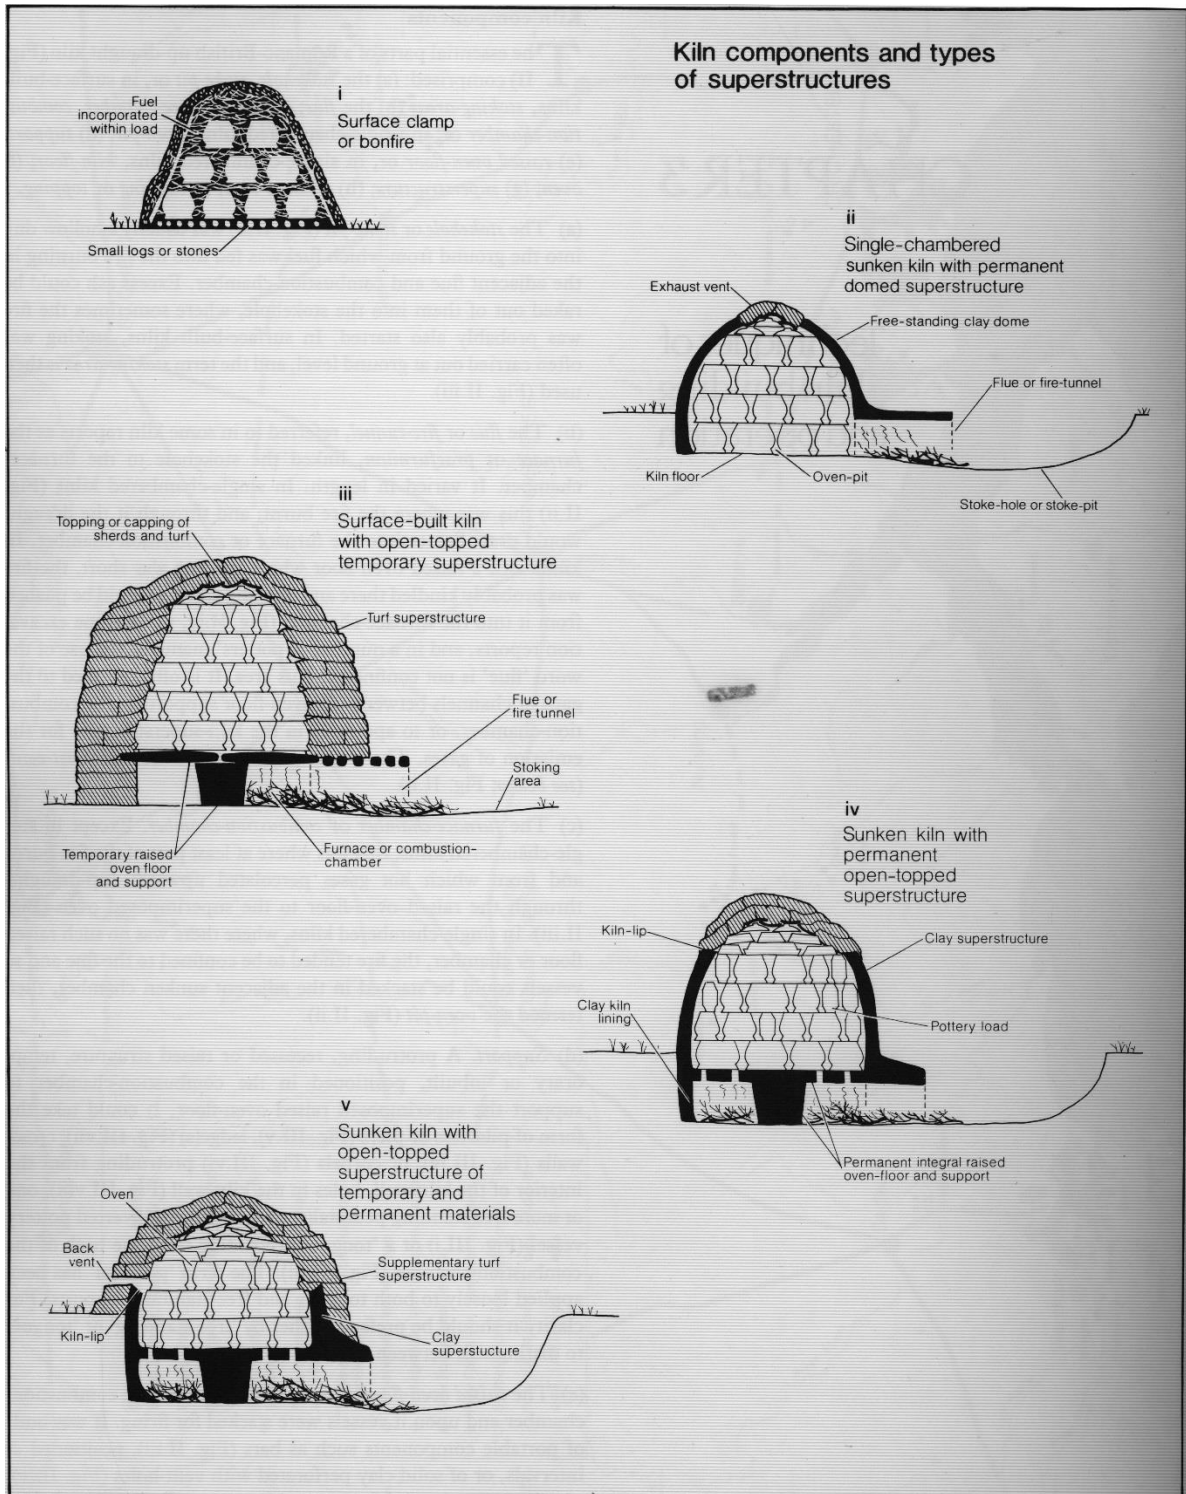 Kiln components and types
of superstructures
i
Surface clamp
or bonfire
Fuel
incorporated
within load
Small logs or stones
ii
Single-chambered
sunken kiln with permanent
domed superstructure
Exhaust vent
Free-standing clay dome
Flue or fire-tunnel
Kiln floor
Oven-pit
Stoke-hole or stoke-pit
iii
Surface-built kiln
with open-topped
temporary superstructure
Topping or capping of
sherds and turf
Turf superstructure
Flue or
fire tunnel
Stoking
area
Temporary raised
oven floor
and support
Furnace or combustion-
chamber
iv
Sunken kiln with
permanent
open-topped
superstructure
Kiln-lip
Clay superstructure
Clay kiln
lining
Pottery load
Permanent integral raised
oven-floor and support
v
Sunken kiln with
open-topped
superstructure of
temporary and
permanent materials
Oven
Back
vent
Supplementary turf
superstructure
Kiln-lip
Clay
superstucture